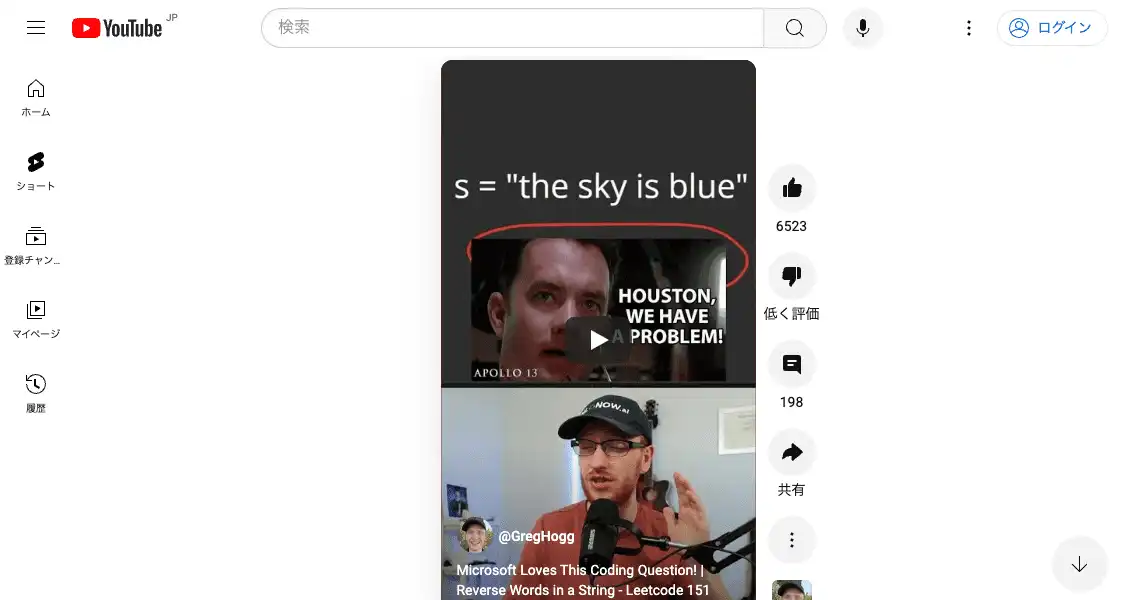 YouTube JP
検索
ログイン
ホーム
ショート
登録チャン...
マイページ
履歴
s = "the sky is blue"
HOUSTON,
WE HAVE
A PROBLEM!
APOLLO 13
NOW.ai
@GregHogg
Microsoft Loves This Coding Question! |
Reverse Words in a String - Leetcode 151
6523
低く評価
198
共有